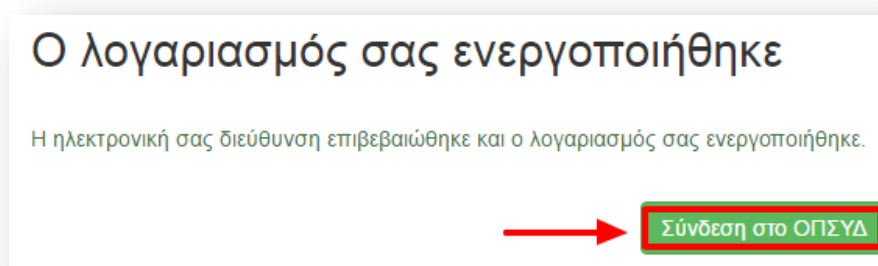 Ο λογαριασμός σας ενεργοποιήθηκε
Η ηλεκτρονική σας διεύθυνση επιβεβαιώθηκε και ο λογαριασμός σας ενεργοποιήθηκε.
Σύνδεση στο ΟΠΣΥΔ